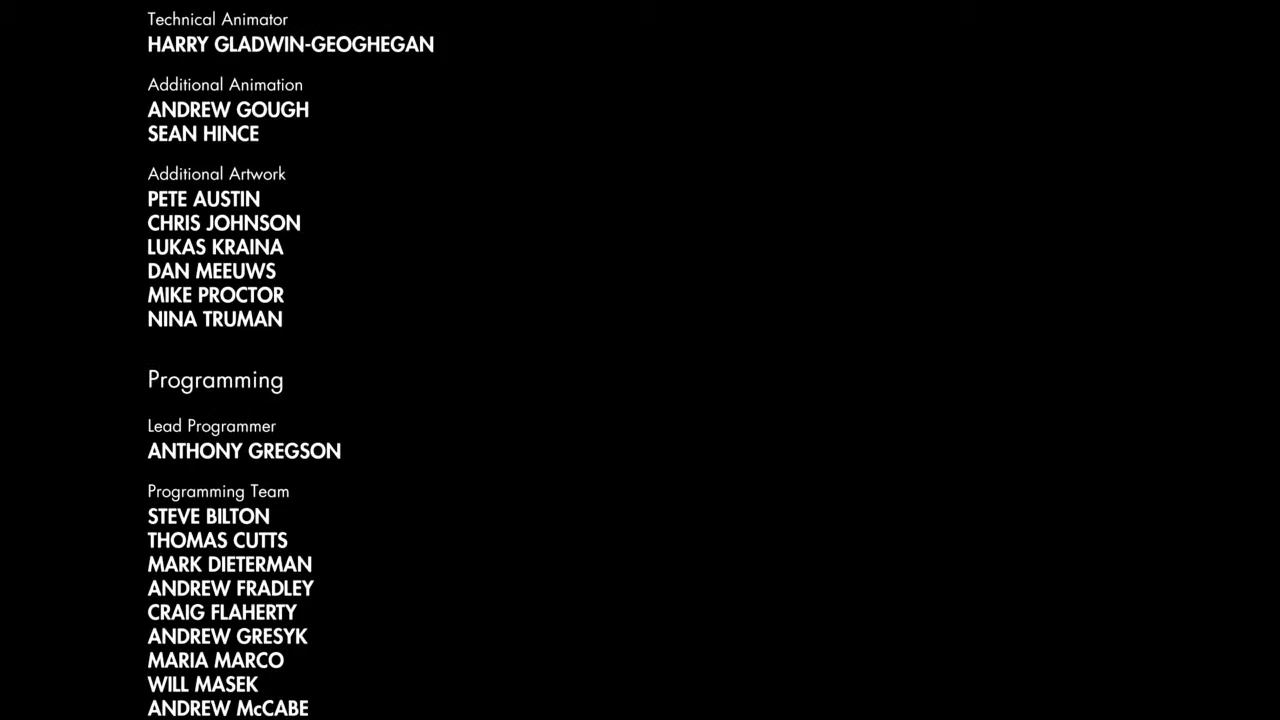 Technical Animator
HARRY GLADWIN-GEOGHEGAN
Additional Animation
ANDREW GOUGH
SEAN HINCE
Additional Artwork
PETE AUSTIN
CHRIS JOHNSON
LUKAS KRAINA
DAN MEEUWS
MIKE PROCTOR
NINA TRUMAN
Programming
Lead Programmer
ANTHONY GREGSON
Programming Team
STEVE BILTON
THOMAS CUTTS
MARK DIETERMAN
ANDREW FRADLEY
CRAIG FLAHERTY
ANDREW GRESYK
MARIA MARCO
WILL MASEK
ANDREW McCABE